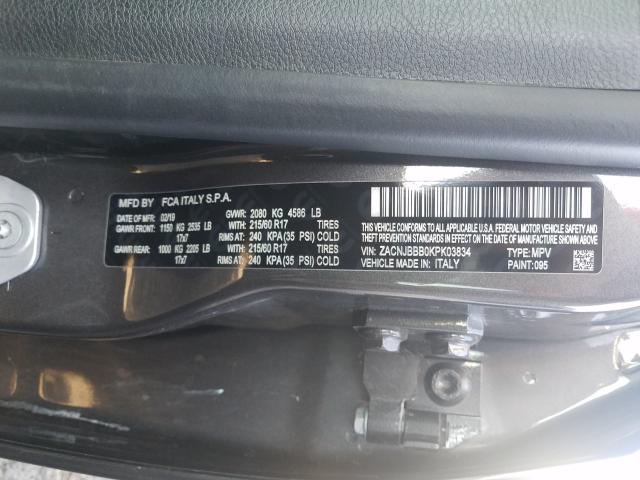 MFD BY FCA ITALY S.P.A.
DATE OF MFR: 02/19 GVWR: 2080 KG 4586 LB
GAWR FRONT: 1150 KG 2535 LB WITH: 215/60 R17 TIRES
17x7 RIMS AT: 240 KPA (35 PSI) COLD
GAWR REAR: 1000 KG 2205 LB WITH: 215/60 R17 TIRES
17x7 RIMS AT: 240 KPA (35 PSI) COLD
THIS VEHICLE CONFORMS TO ALL APPLICABLE U.S.A. FEDERAL MOTOR VEHICLE SAFETY AND
THEFT PREVENTION STANDARDS IN EFFECT ON THE DATE OF MANUFACTURE SHOWN ABOVE.
VIN: ZACNJBBB0KPK03834 TYPE: MPV
VEHICLE MADE IN: ITALY PAINT: 095